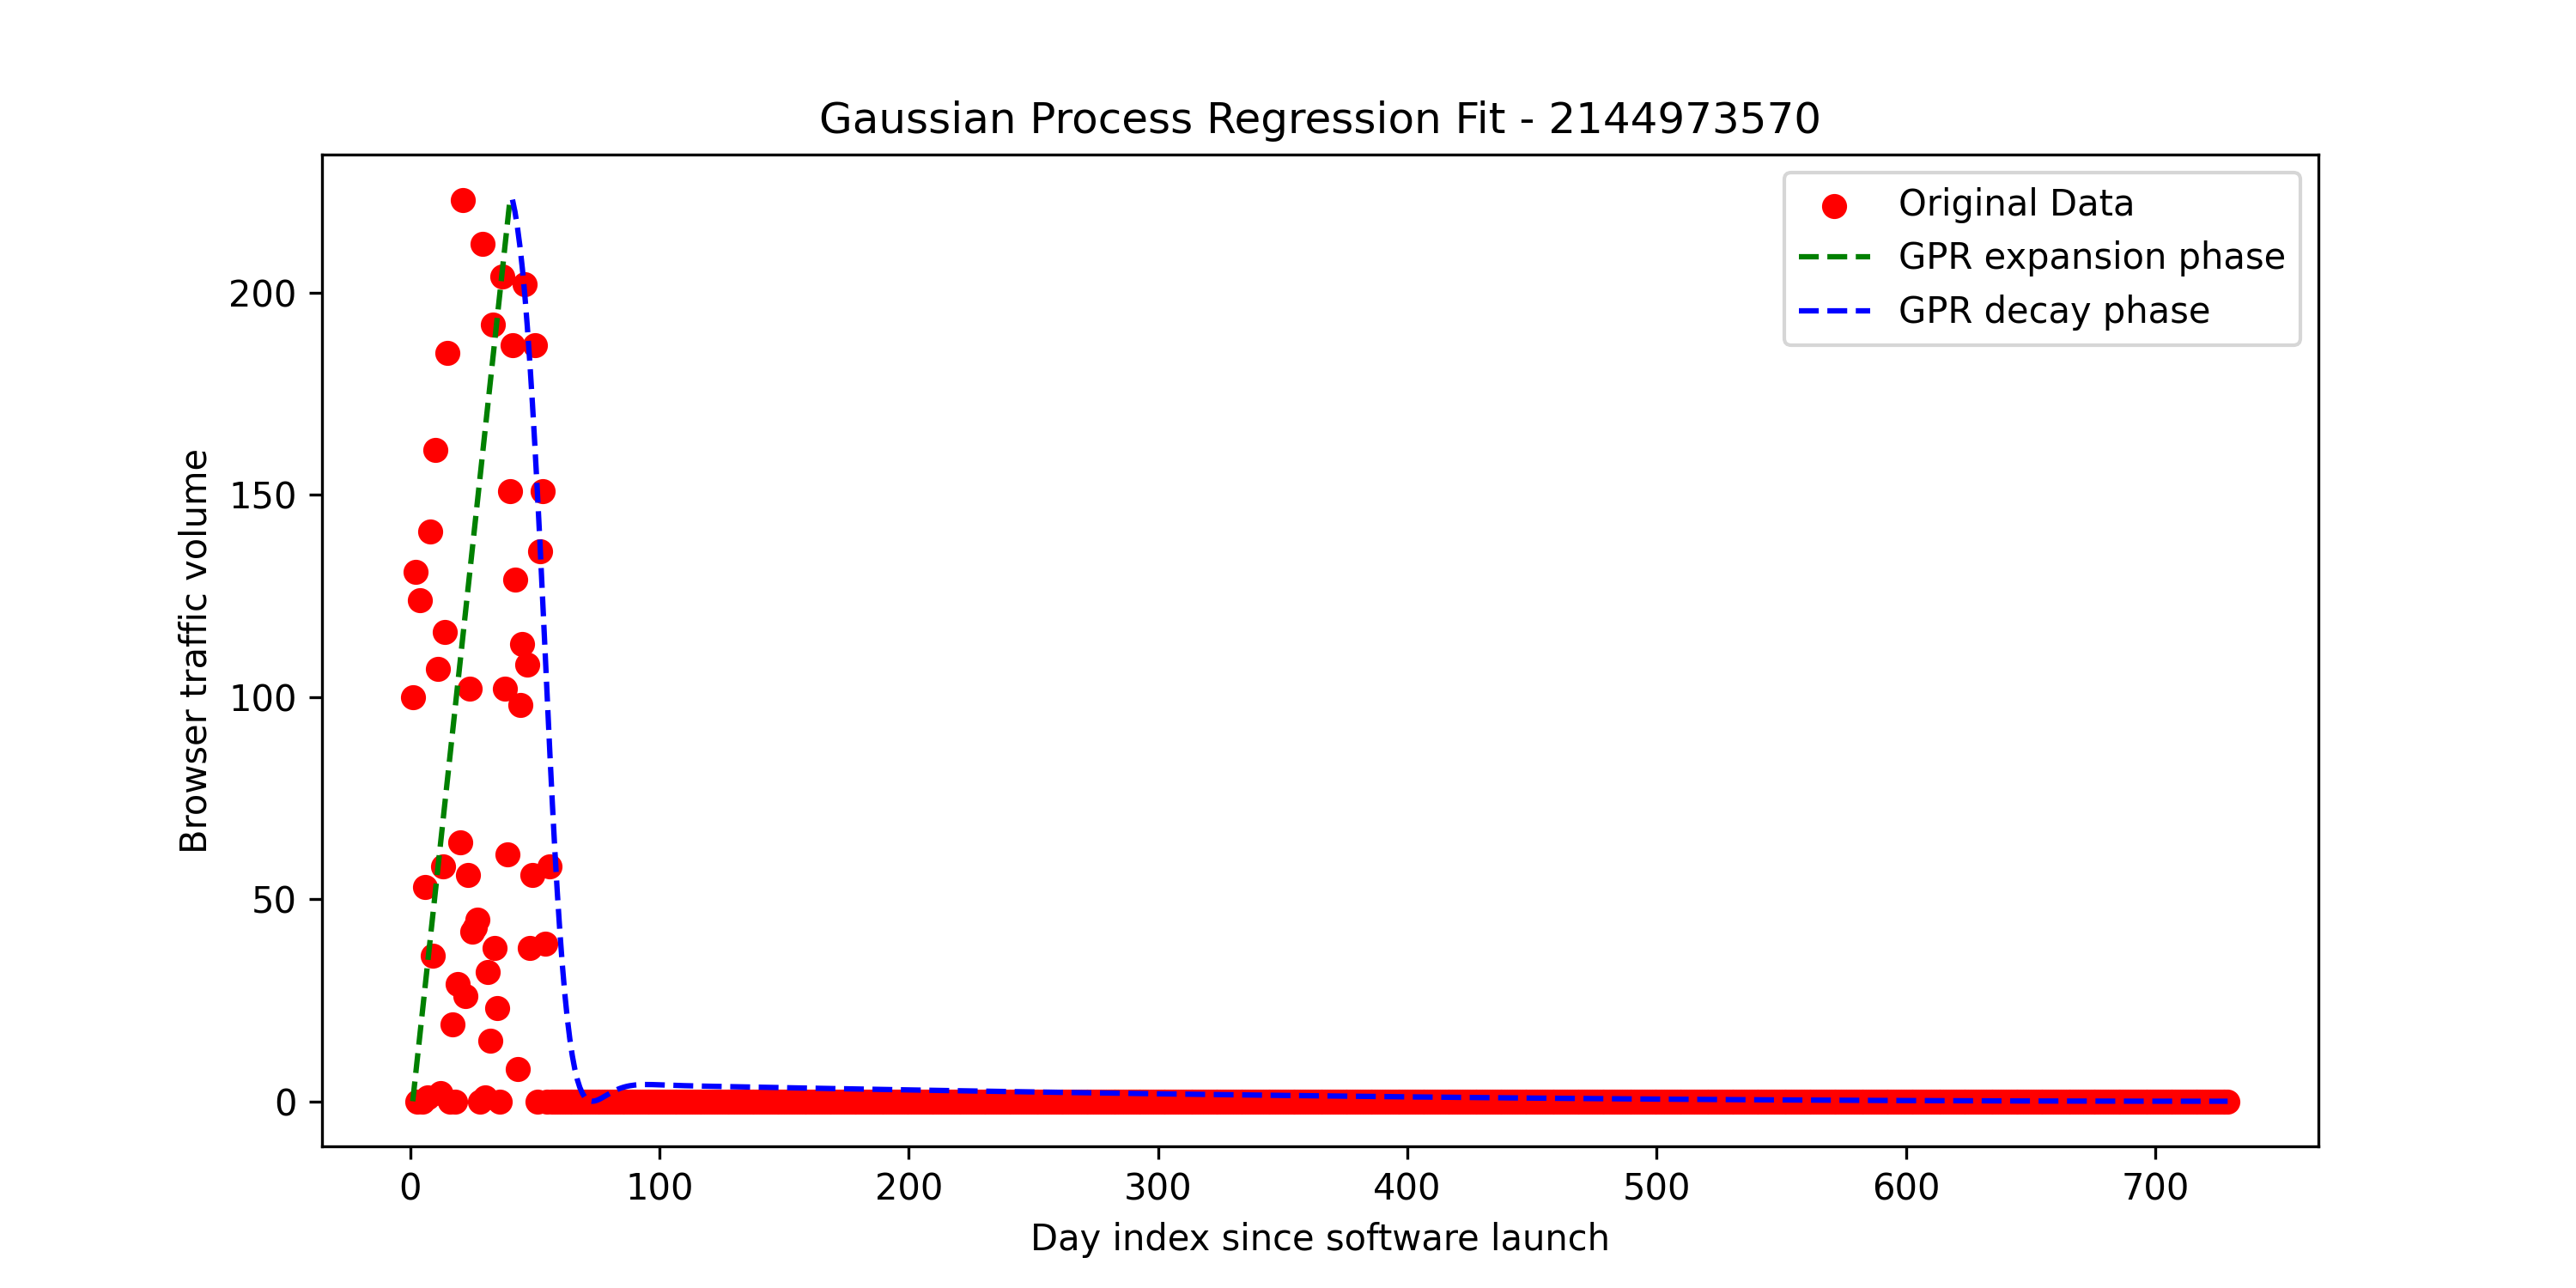 Gaussian Process Regression Fit - 2144973570
Original Data
GPR expansion phase
GPR decay phase
Browser traffic volume
200
150
100
50
0
0 100 200 300 400 500 600 700
Day index since software launch